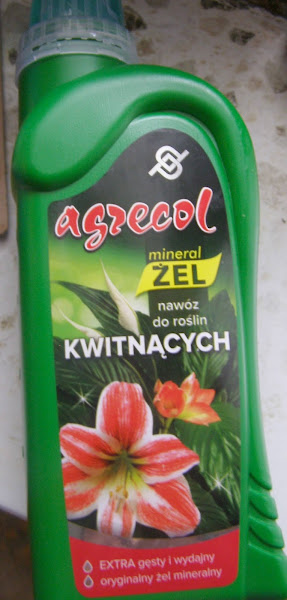 agrecol
mineral
ŻEL
nawóz
do roślin
KWITNĄCYCH
EXTRA gęsty i wydajny
oryginalny żel mineralny